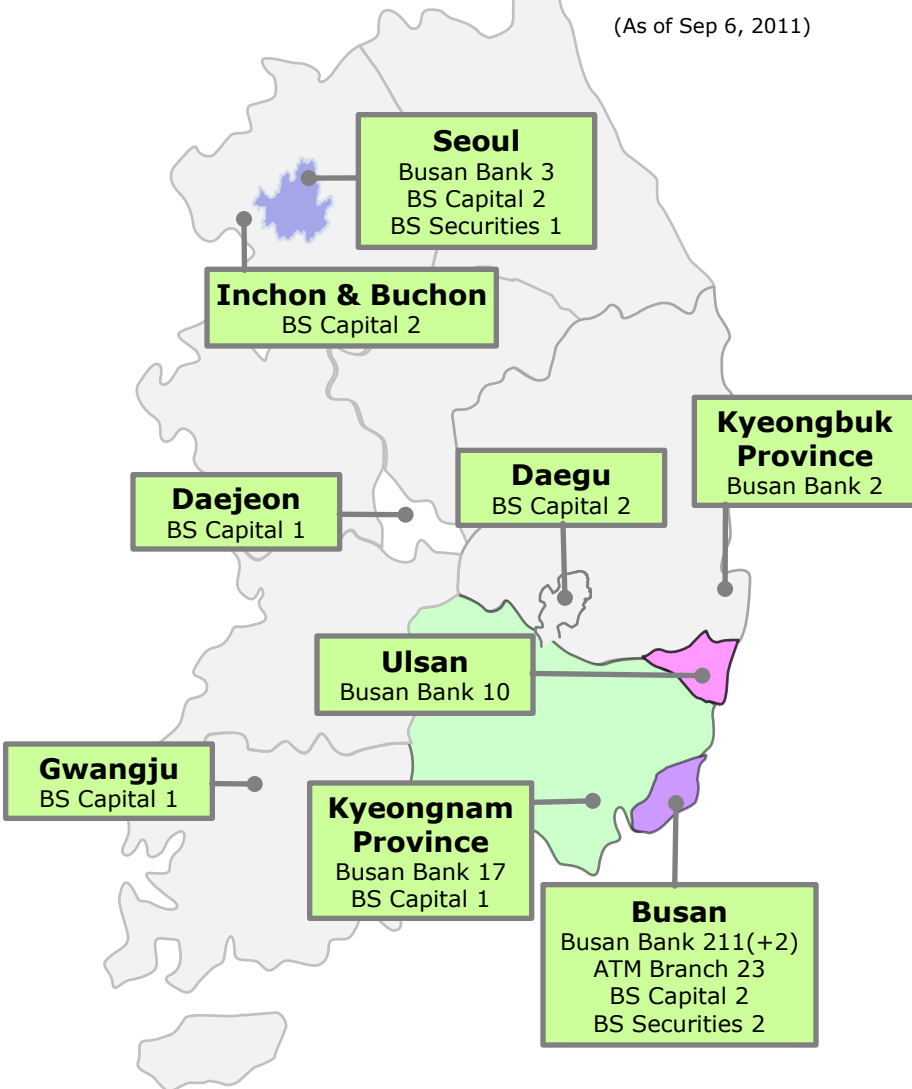 (As of Sep 6, 2011)
Seoul
Busan Bank 3
BS Capital 2
BS Securities 1
Inchon & Buchon
BS Capital 2
Kyeongbuk
Province
Busan Bank 2
Daegu
BS Capital 2
Daejeon
BS Capital 1
Ulsan
Busan Bank 10
Gwangju
BS Capital 1
Kyeongnam
Province
Busan Bank 17
BS Capital 1
Busan
Busan Bank 211(+2)
ATM Branch 23
BS Capital 2
BS Securities 2